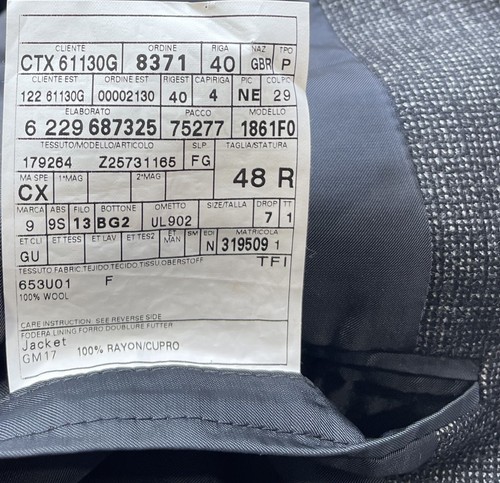 CLIENTE ORDINE RIGA NAZ TPO
CTX 61130G 8371 40 GBR P
CLIENTE EST ORDINE EST RIGEST CAPIRIGA PIC COLPO
122 61130G 00002130 40 4 NE 29
ELABORATO PACCO MODELLO
6 229 687325 75277 1861F0
TESSUTO/MODELLO/ARTICOLO SLP TAGLIA/STATURA
179264 Z25731165 FG
MA SPE 1°MAG 2°MAG 48 R
CX
MARCA ABS FILO BOTTONE OMETTO SIZE/TALLA DROP TT
9 9S 13 BG2 UL902 7 1
ET CLI ET TESS ET LAV ET TES2 ET MAN SM EDI MATRICOLA
GU N 319509 1
TESSUTO FABRIC TEJIDO TECIDO TISSU OBERSTOFF TFI
653U01 F
100% WOOL
CARE INSTRUCTION SEE REVERSE SIDE
FODERA LINING FORRO DOUBLURE FUTTER
Jacket
GM17 100% RAYON/CUPRO